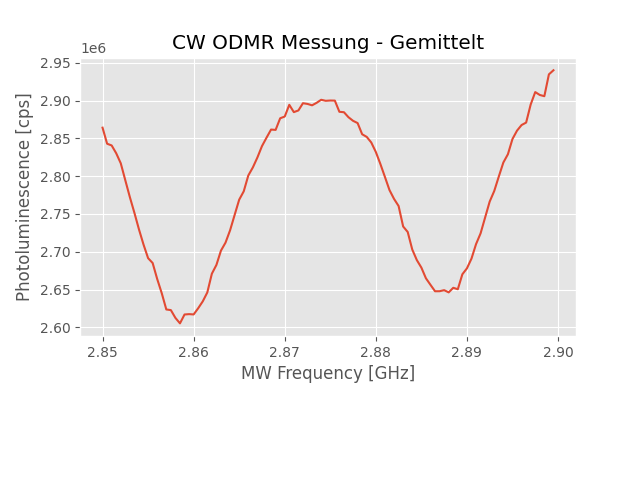 CW ODMR Messung - Gemittelt
1e6
2.95
2.90
2.85
2.80
2.75
2.70
2.65
2.60
Photoluminescence [cps]
2.85 2.86 2.87 2.88 2.89 2.90
MW Frequency [GHz]